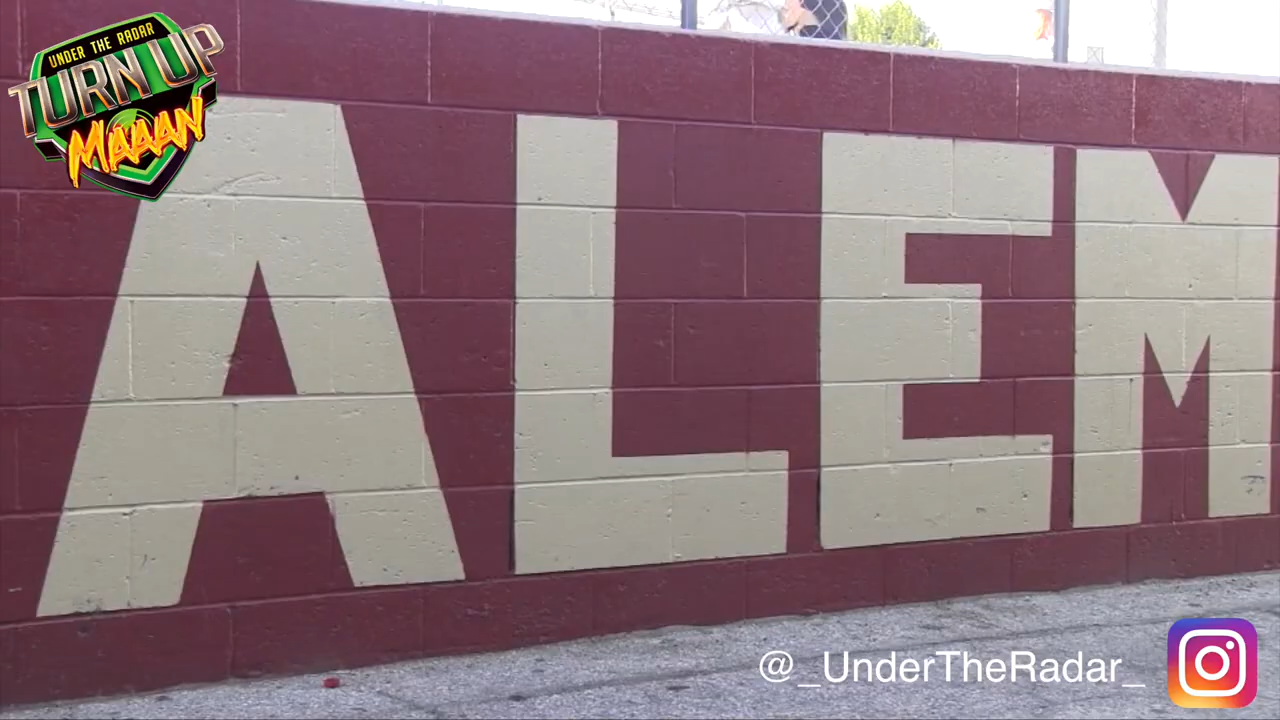 UNDER THE RADAR
TURN UP
MAAAN
ALEM
@_UnderTheRadar_